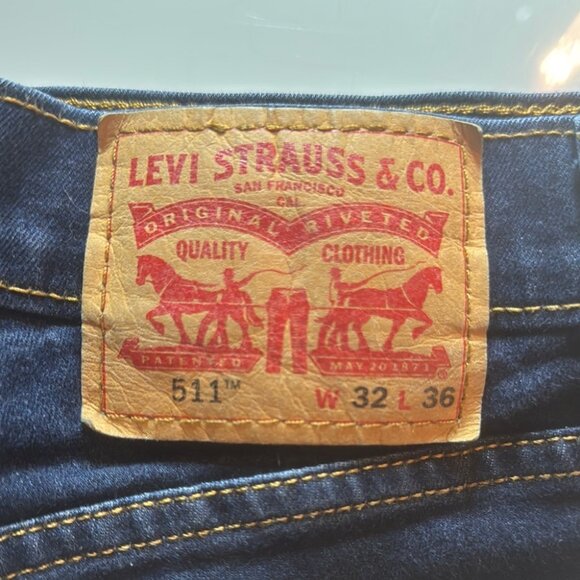 LEVI STRAUSS & CO.
SAN FRANCISCO
CAL
ORIGINAL RIVETED
QUALITY CLOTHING
PATENTED MAY 20 1873
511™ W 32 L 36